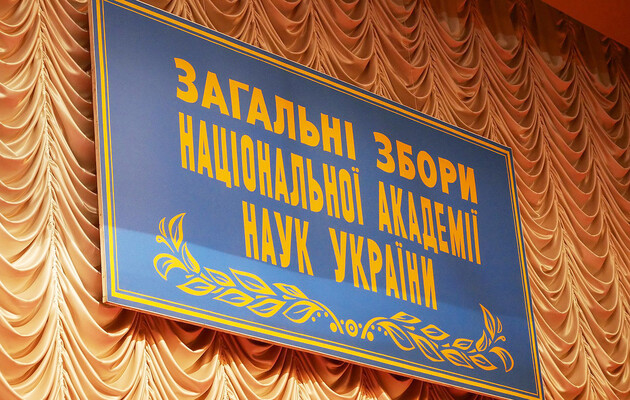 ЗАГАЛЬНІ ЗБОРИ
НАЦІОНАЛЬНОЇ АКАДЕМІЇ
НАУК УКРАЇНИ